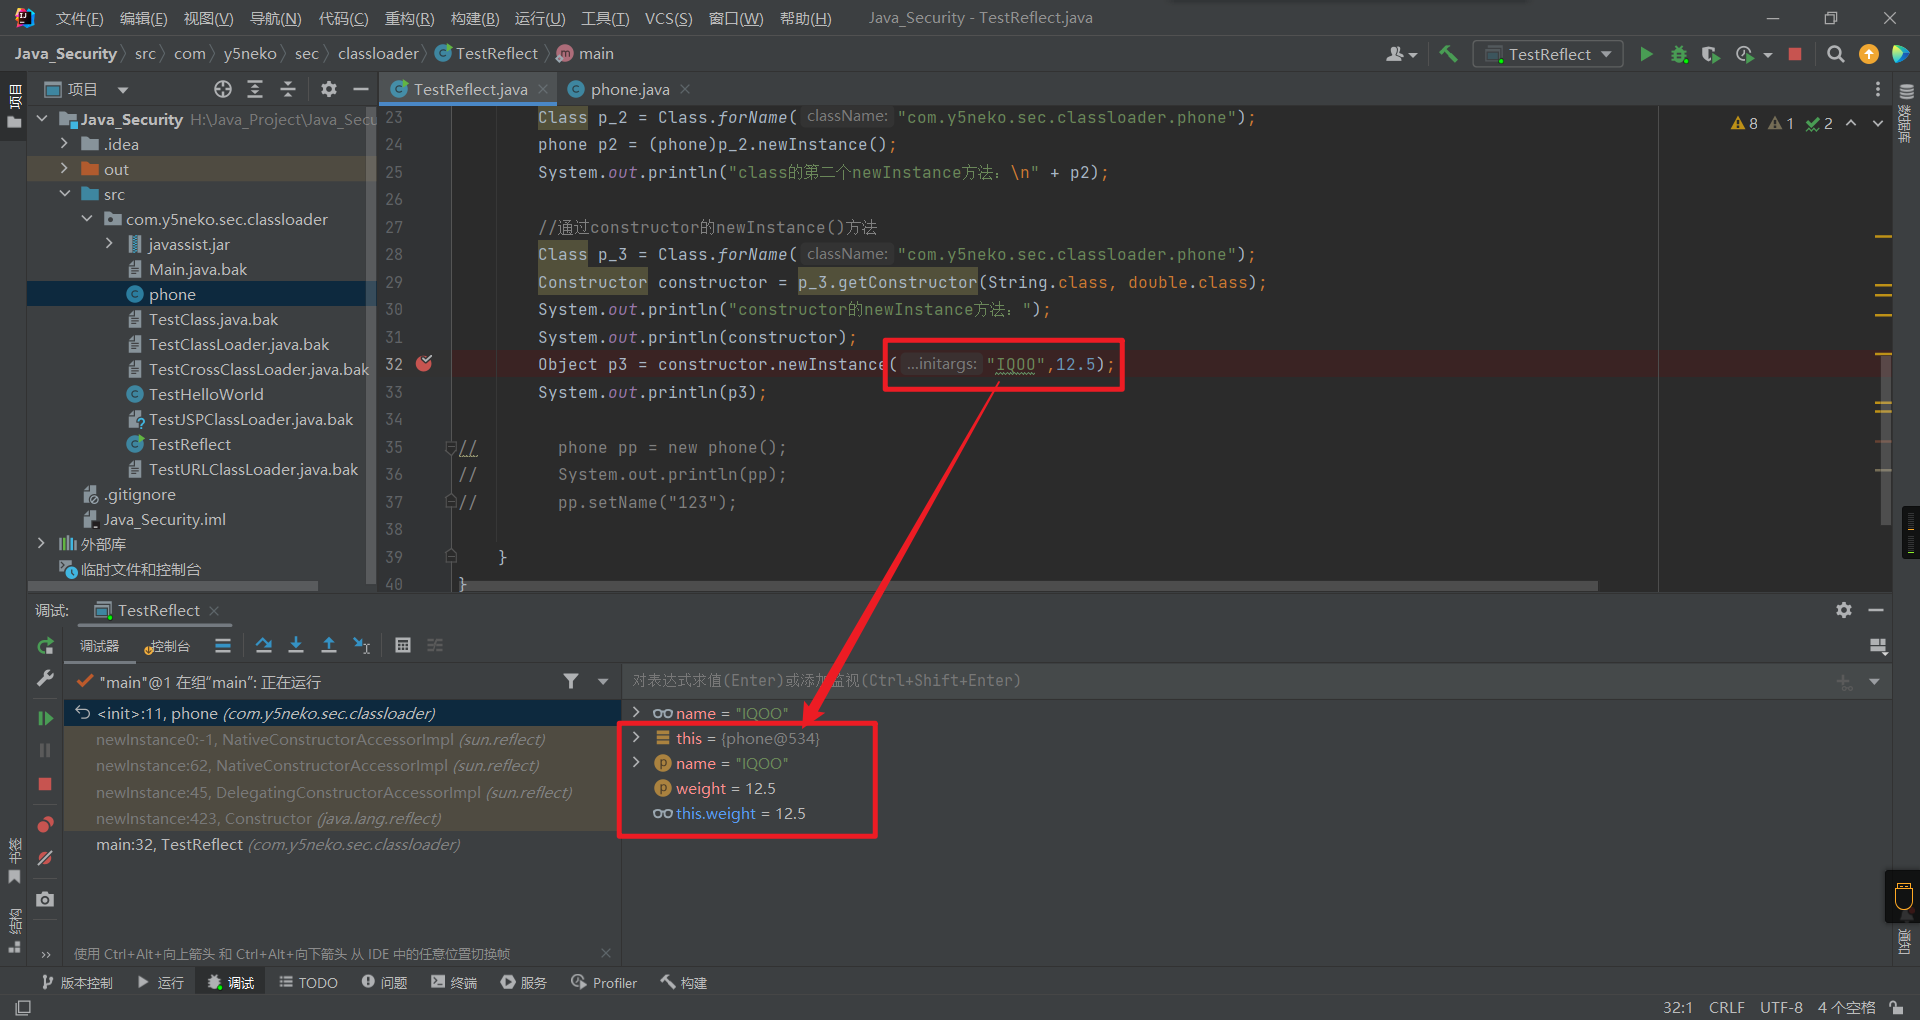 文件(F) 编辑(E) 视图(V) 导航(N) 代码(C) 重构(R) 构建(B) 运行(U) 工具(T) VCS(S) 窗口(W) 帮助(H) Java_Security - TestReflect.java
Java_Security src com y5neko sec classloader TestReflect main
TestReflect
项目
项目
TestReflect.java
phone.java
数据库
Java_Security H:\Java_Project\Java_Secu
.idea
out
src
com.y5neko.sec.classloader
javassist.jar
Main.java.bak
phone
TestClass.java.bak
TestClassLoader.java.bak
TestCrossClassLoader.java.bak
TestHelloWorld
TestJSPClassLoader.java.bak
TestReflect
TestURLClassLoader.java.bak
.gitignore
Java_Security.iml
外部库
临时文件和控制台
8 1 2
23 Class p_2 = Class.forName( className: "com.y5neko.sec.classloader.phone");
24 phone p2 = (phone)p_2.newInstance();
25 System.out.println("class的第二个newInstance方法：\n" + p2);
26
27 //通过constructor的newInstance()方法
28 Class p_3 = Class.forName( className: "com.y5neko.sec.classloader.phone");
29 Constructor constructor = p_3.getConstructor(String.class, double.class);
30 System.out.println("constructor的newInstance方法：");
31 System.out.println(constructor);
32 Object p3 = constructor.newInstance( ...initargs: "IQOO",12.5);
33 System.out.println(p3);
34
35 // phone pp = new phone();
36 // System.out.println(pp);
37 // pp.setName("123");
38
39 }
40 }
调试: TestReflect
调试器 控制台
"main"@1 在组"main": 正在运行
<init>:11, phone (com.y5neko.sec.classloader)
newInstance0:-1, NativeConstructorAccessorImpl (sun.reflect)
newInstance:62, NativeConstructorAccessorImpl (sun.reflect)
newInstance:45, DelegatingConstructorAccessorImpl (sun.reflect)
newInstance:423, Constructor (java.lang.reflect)
main:32, TestReflect (com.y5neko.sec.classloader)
对表达式求值(Enter)或添加监视(Ctrl+Shift+Enter)
name = "IQOO"
this = {phone@534}
name = "IQOO"
weight = 12.5
this.weight = 12.5
书签
结构
通知
使用 Ctrl+Alt+向上箭头 和 Ctrl+Alt+向下箭头 从 IDE 中的任意位置切换帧
版本控制 运行 调试 TODO 问题 终端 服务 Profiler 构建
32:1 CRLF UTF-8 4 个空格